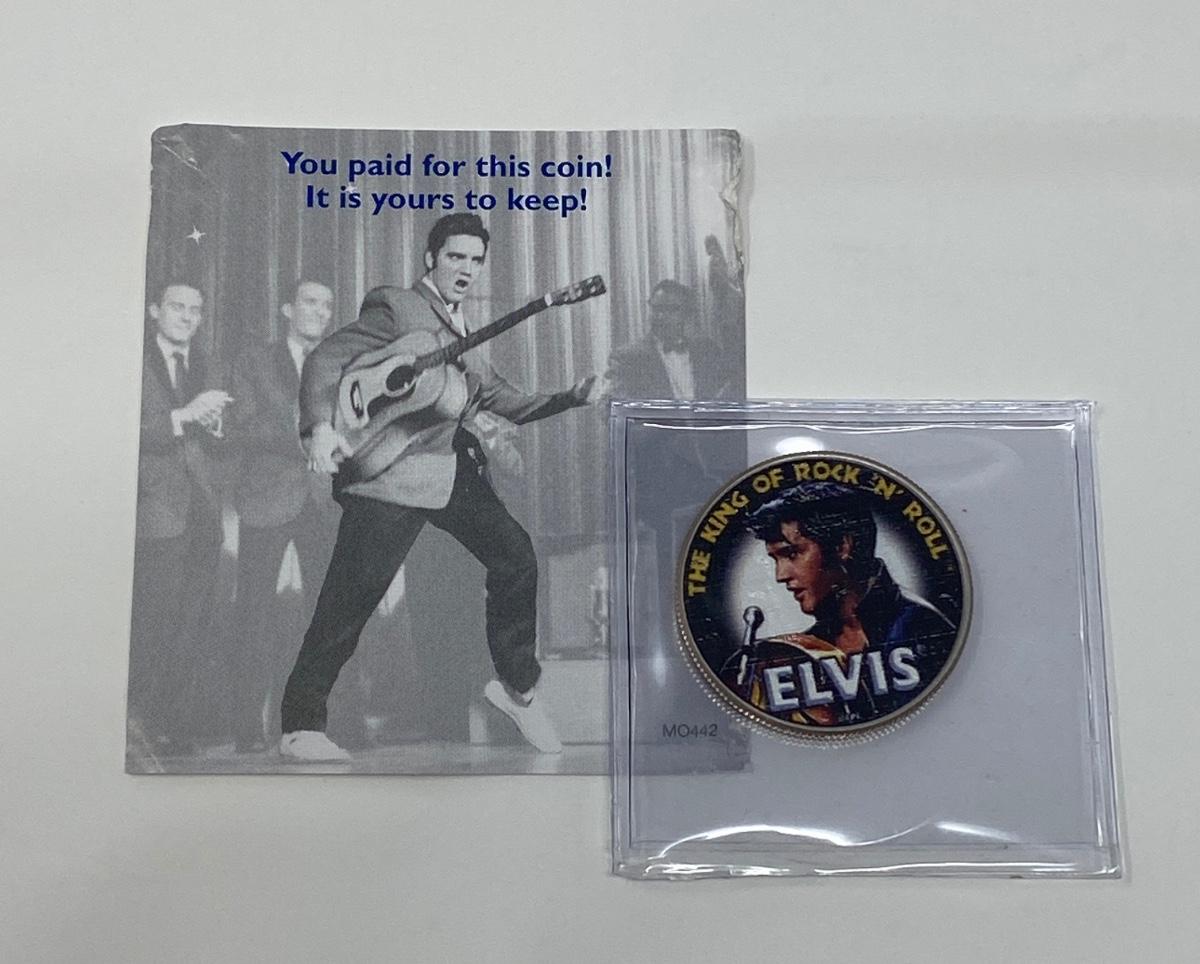 You paid for this coin!
It is yours to keep!
THE KING OF ROCK 'N' ROLL
ELVIS
MO442